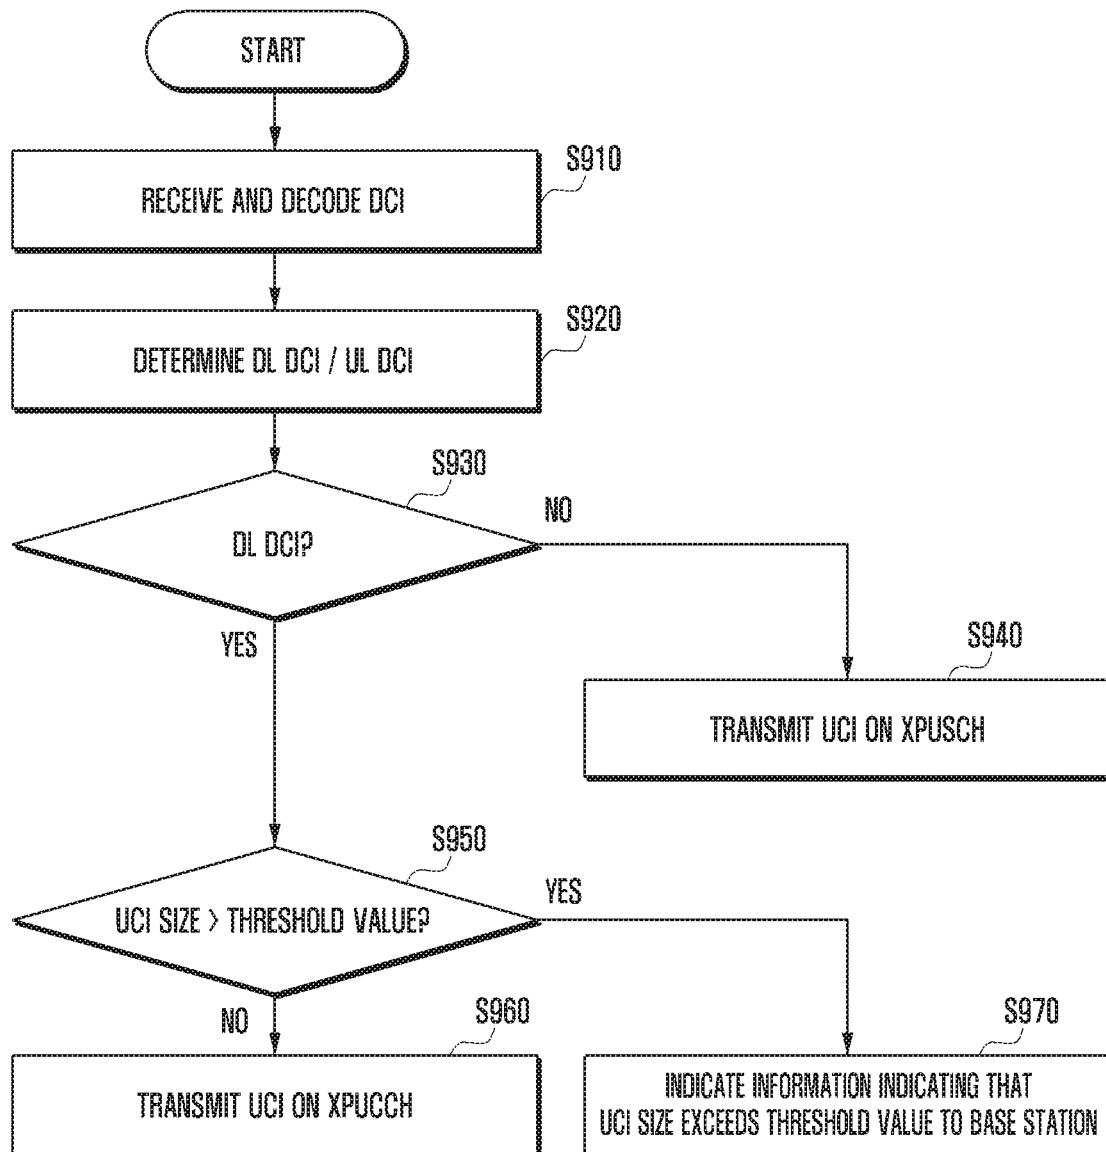 START
S910
RECEIVE AND DECODE DCI
S920
DETERMINE DL DCI / UL DCI
S930
DL DCI?
NO
YES
S940
TRANSMIT UCI ON XPUSCH
S950
UCI SIZE > THRESHOLD VALUE?
YES
NO
S960
TRANSMIT UCI ON XPUCCH
S970
INDICATE INFORMATION INDICATING THAT
UCI SIZE EXCEEDS THRESHOLD VALUE TO BASE STATION